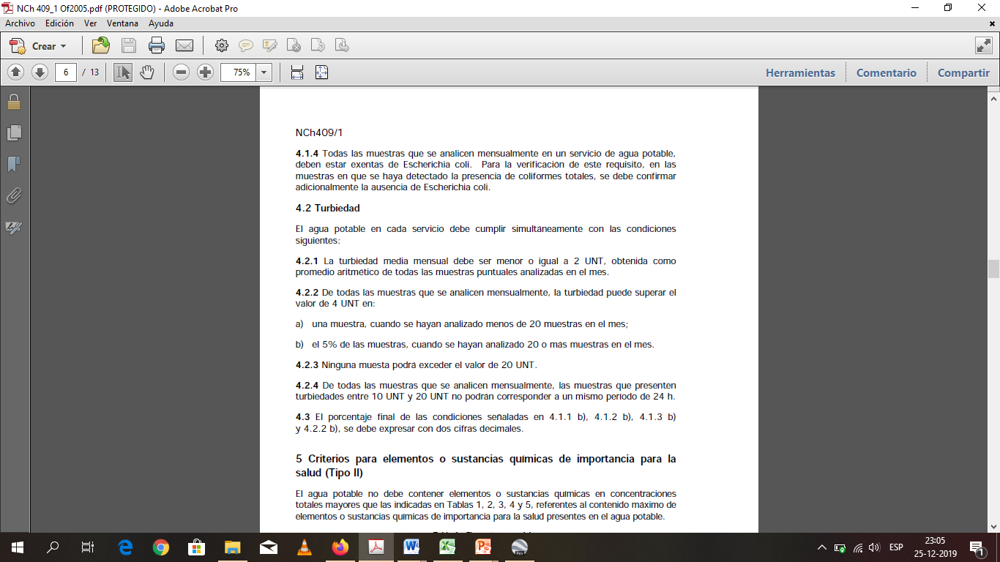 NCh 409_1 Of2005.pdf (PROTEGIDO) - Adobe Acrobat Pro
Archivo Edición Ver Ventana Ayuda
Crear
6 / 13 75% Herramientas Comentario Compartir
NCh409/1
4.1.4 Todas las muestras que se analicen mensualmente en un servicio de agua potable,
deben estar exentas de Escherichia coli. Para la verificación de este requisito, en las
muestras en que se haya detectado la presencia de coliformes totales, se debe confirmar
adicionalmente la ausencia de Escherichia coli.
4.2 Turbiedad
El agua potable en cada servicio debe cumplir simultáneamente con las condiciones
siguientes:
4.2.1 La turbiedad media mensual debe ser menor o igual a 2 UNT, obtenida como
promedio aritmético de todas las muestras puntuales analizadas en el mes.
4.2.2 De todas las muestras que se analicen mensualmente, la turbiedad puede superar el
valor de 4 UNT en:
a) una muestra, cuando se hayan analizado menos de 20 muestras en el mes;
b) el 5% de las muestras, cuando se hayan analizado 20 o más muestras en el mes.
4.2.3 Ninguna muesta podrá exceder el valor de 20 UNT.
4.2.4 De todas las muestras que se analicen mensualmente, las muestras que presenten
turbiedades entre 10 UNT y 20 UNT no podrán corresponder a un mismo período de 24 h.
4.3 El porcentaje final de las condiciones señaladas en 4.1.1 b), 4.1.2 b), 4.1.3 b)
y 4.2.2 b), se debe expresar con dos cifras decimales.
5 Criterios para elementos o sustancias químicas de importancia para la
salud (Tipo II)
El agua potable no debe contener elementos o sustancias químicas en concentraciones
totales mayores que las indicadas en Tablas 1, 2, 3, 4 y 5, referentes al contenido máximo de
elementos o sustancias químicas de importancia para la salud presentes en el agua potable.
ESP
23:05
25-12-2019
1